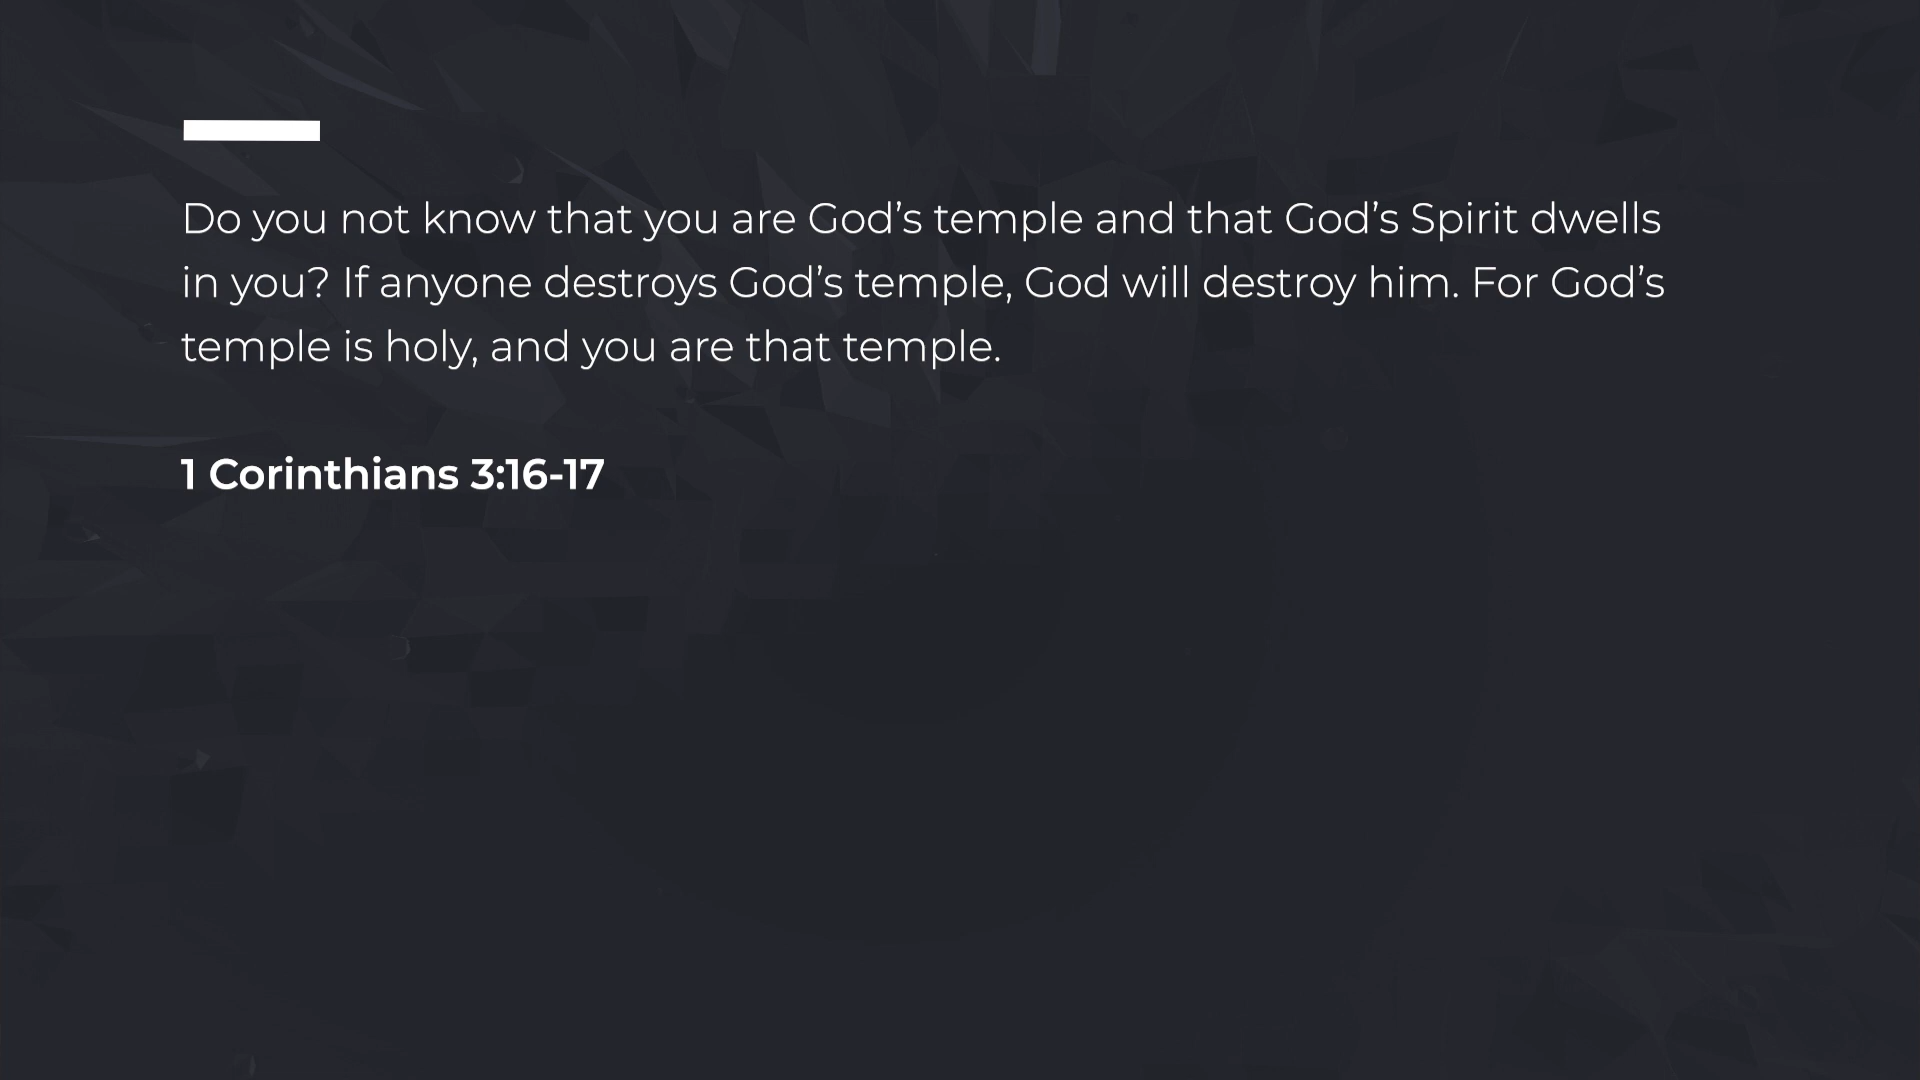 Do you not know that you are God’s temple and that God’s Spirit dwells
in you? If anyone destroys God’s temple, God will destroy him. For God’s
temple is holy, and you are that temple.
1 Corinthians 3:16-17